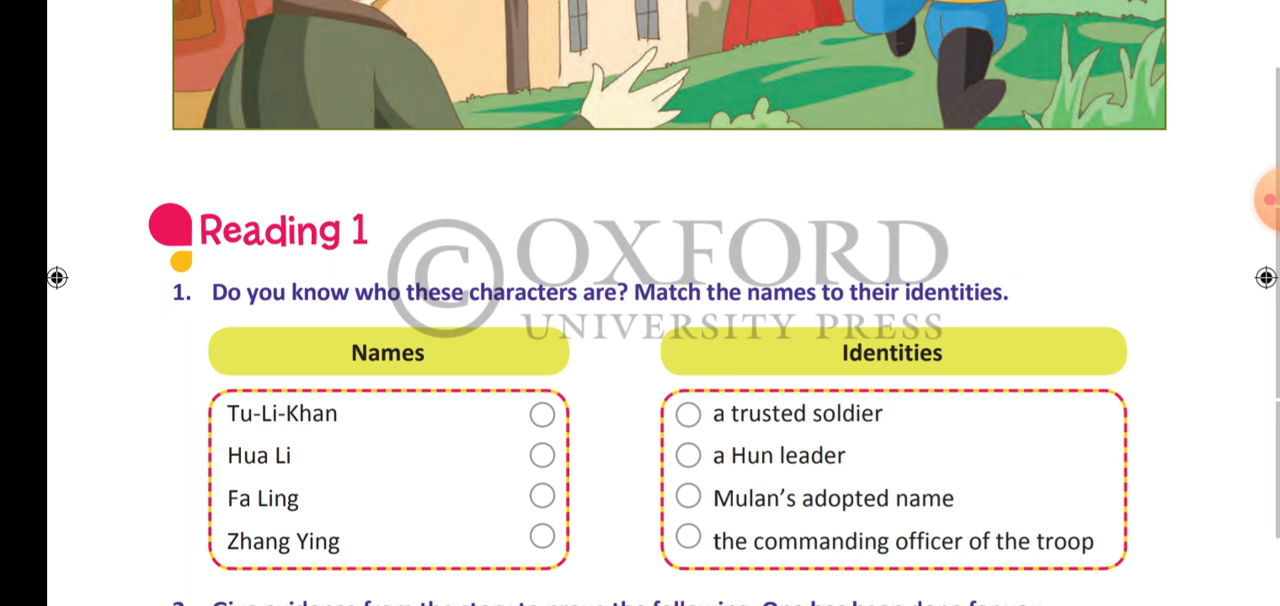 Reading 1
© OXFORD
UNIVERSITY PRESS
1. Do you know who these characters are? Match the names to their identities.
Names
Identities
Tu-Li-Khan
a trusted soldier
Hua Li
a Hun leader
Fa Ling
Mulan’s adopted name
Zhang Ying
the commanding officer of the troop